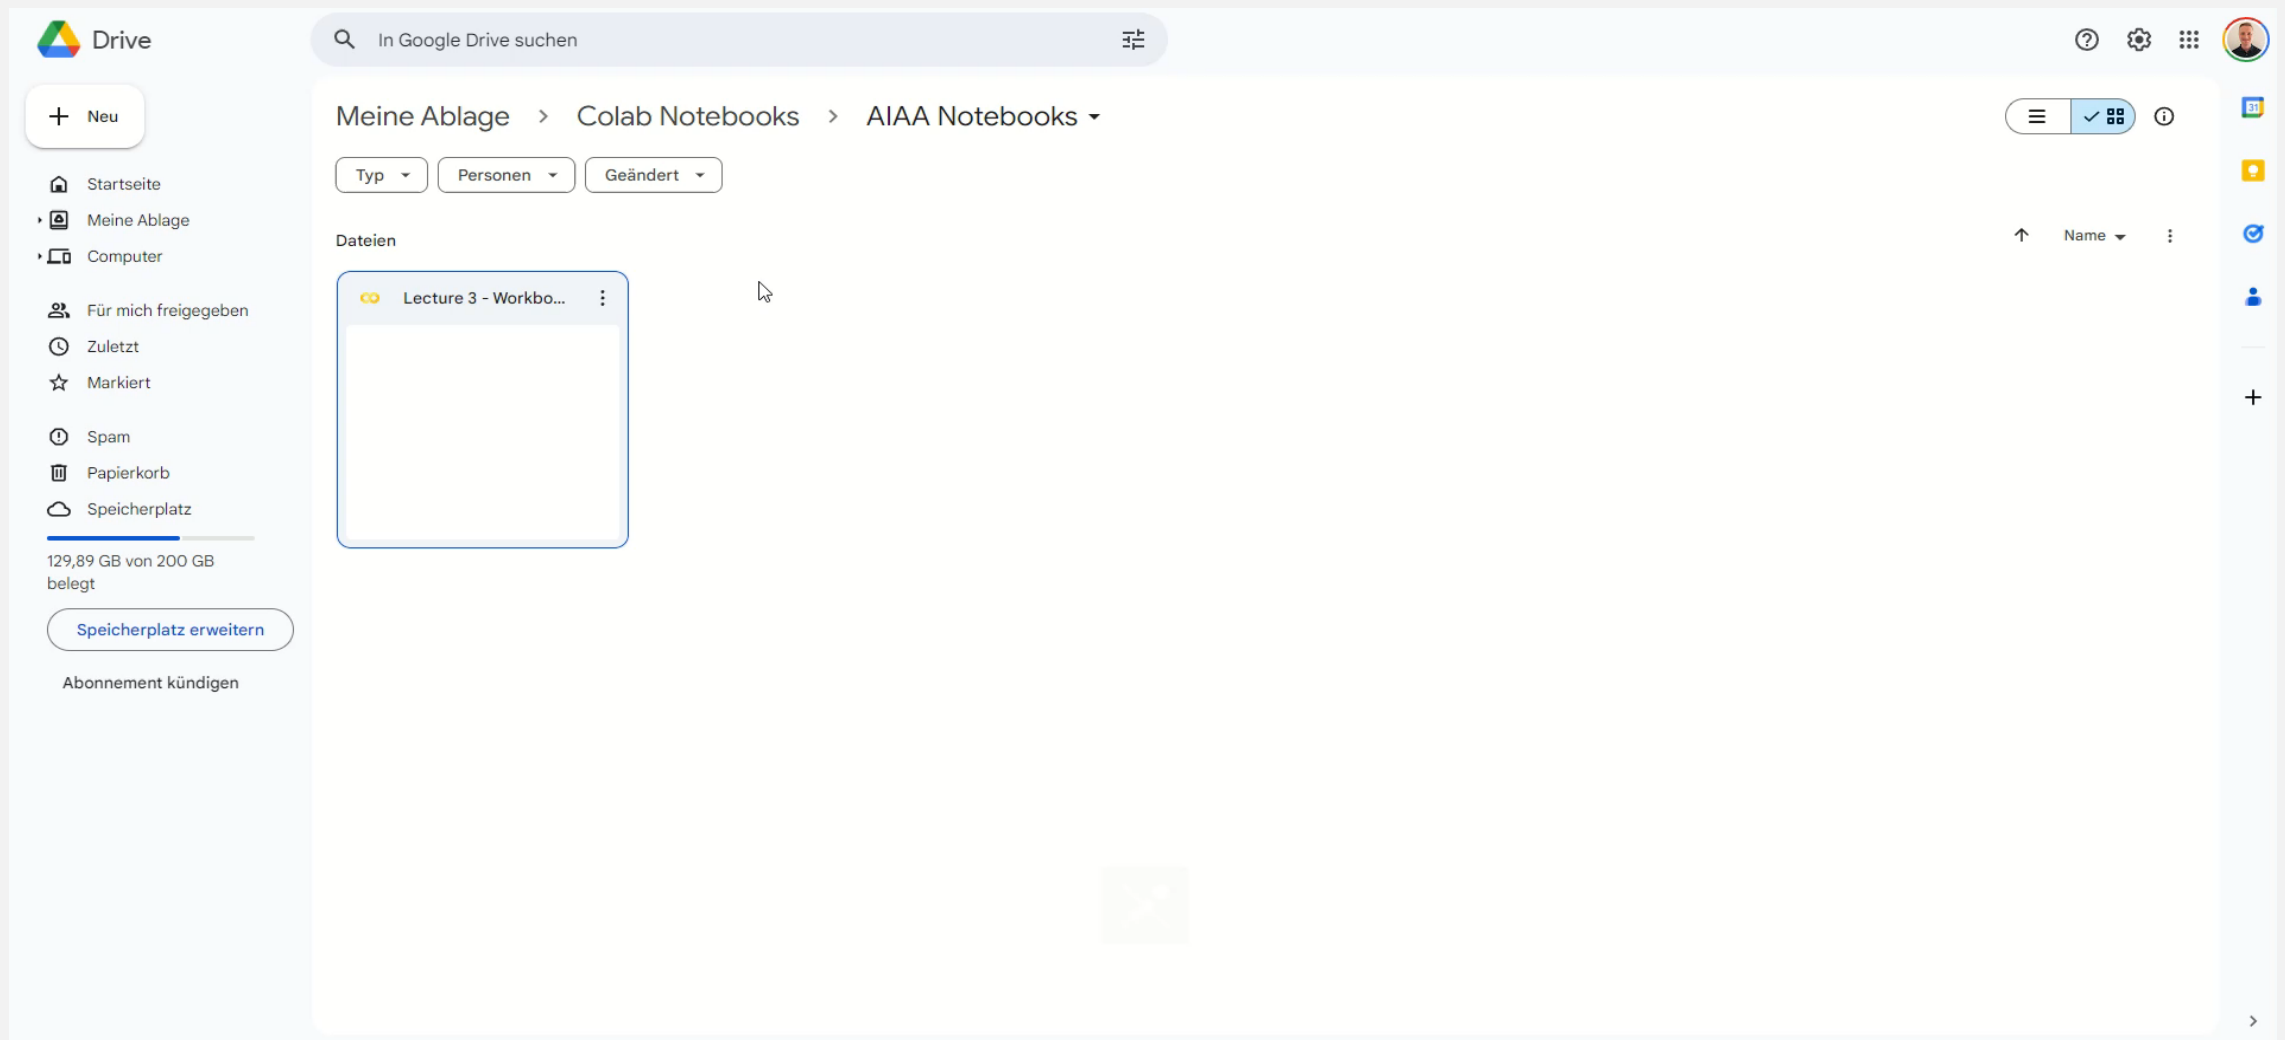 Drive
In Google Drive suchen
Neu
Meine Ablage
Colab Notebooks
AIAA Notebooks
Typ
Personen
Geändert
Startseite
Meine Ablage
Computer
Für mich freigegeben
Zuletzt
Markiert
Spam
Papierkorb
Speicherplatz
129,89 GB von 200 GB
belegt
Speicherplatz erweitern
Abonnement kündigen
Dateien
Name
Lecture 3 - Workbo...
31